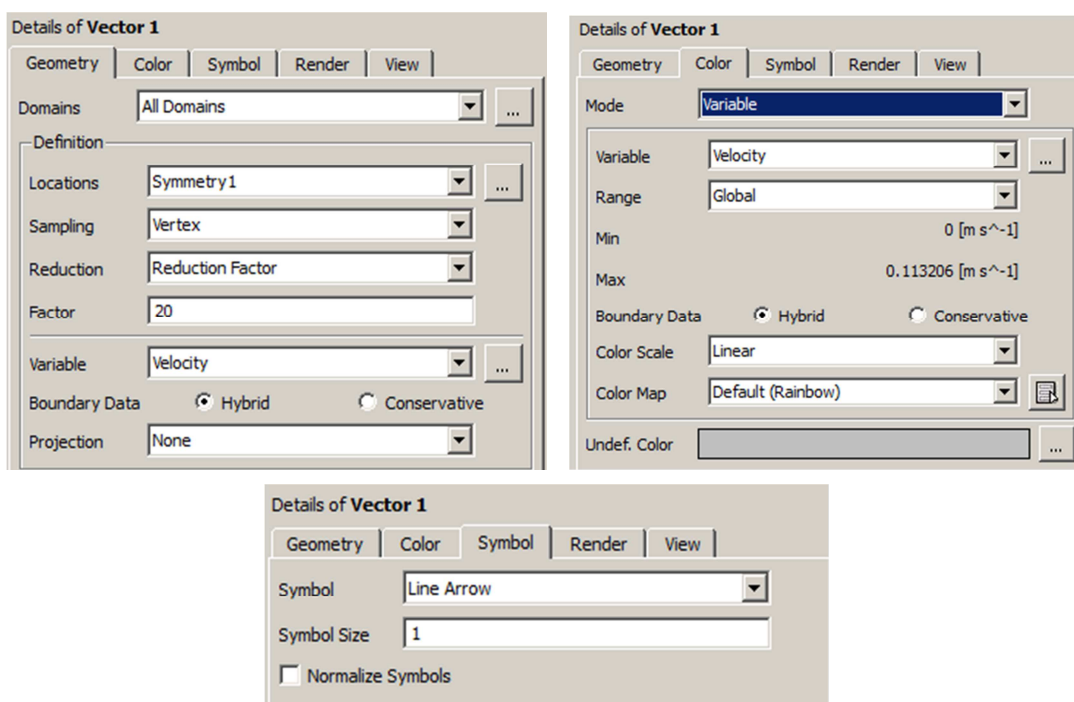 Details of Vector 1
Geometry Color Symbol Render View
Domains All Domains ...
Definition
Locations Symmetry1 ...
Sampling Vertex
Reduction Reduction Factor
Factor 20
Variable Velocity ...
Boundary Data Hybrid Conservative
Projection None
Details of Vector 1
Geometry Color Symbol Render View
Mode Variable
Variable Velocity ...
Range Global
Min 0 [m s^-1]
Max 0.113206 [m s^-1]
Boundary Data Hybrid Conservative
Color Scale Linear
Color Map Default (Rainbow)
Undef. Color ...
Details of Vector 1
Geometry Color Symbol Render View
Symbol Line Arrow
Symbol Size 1
Normalize Symbols